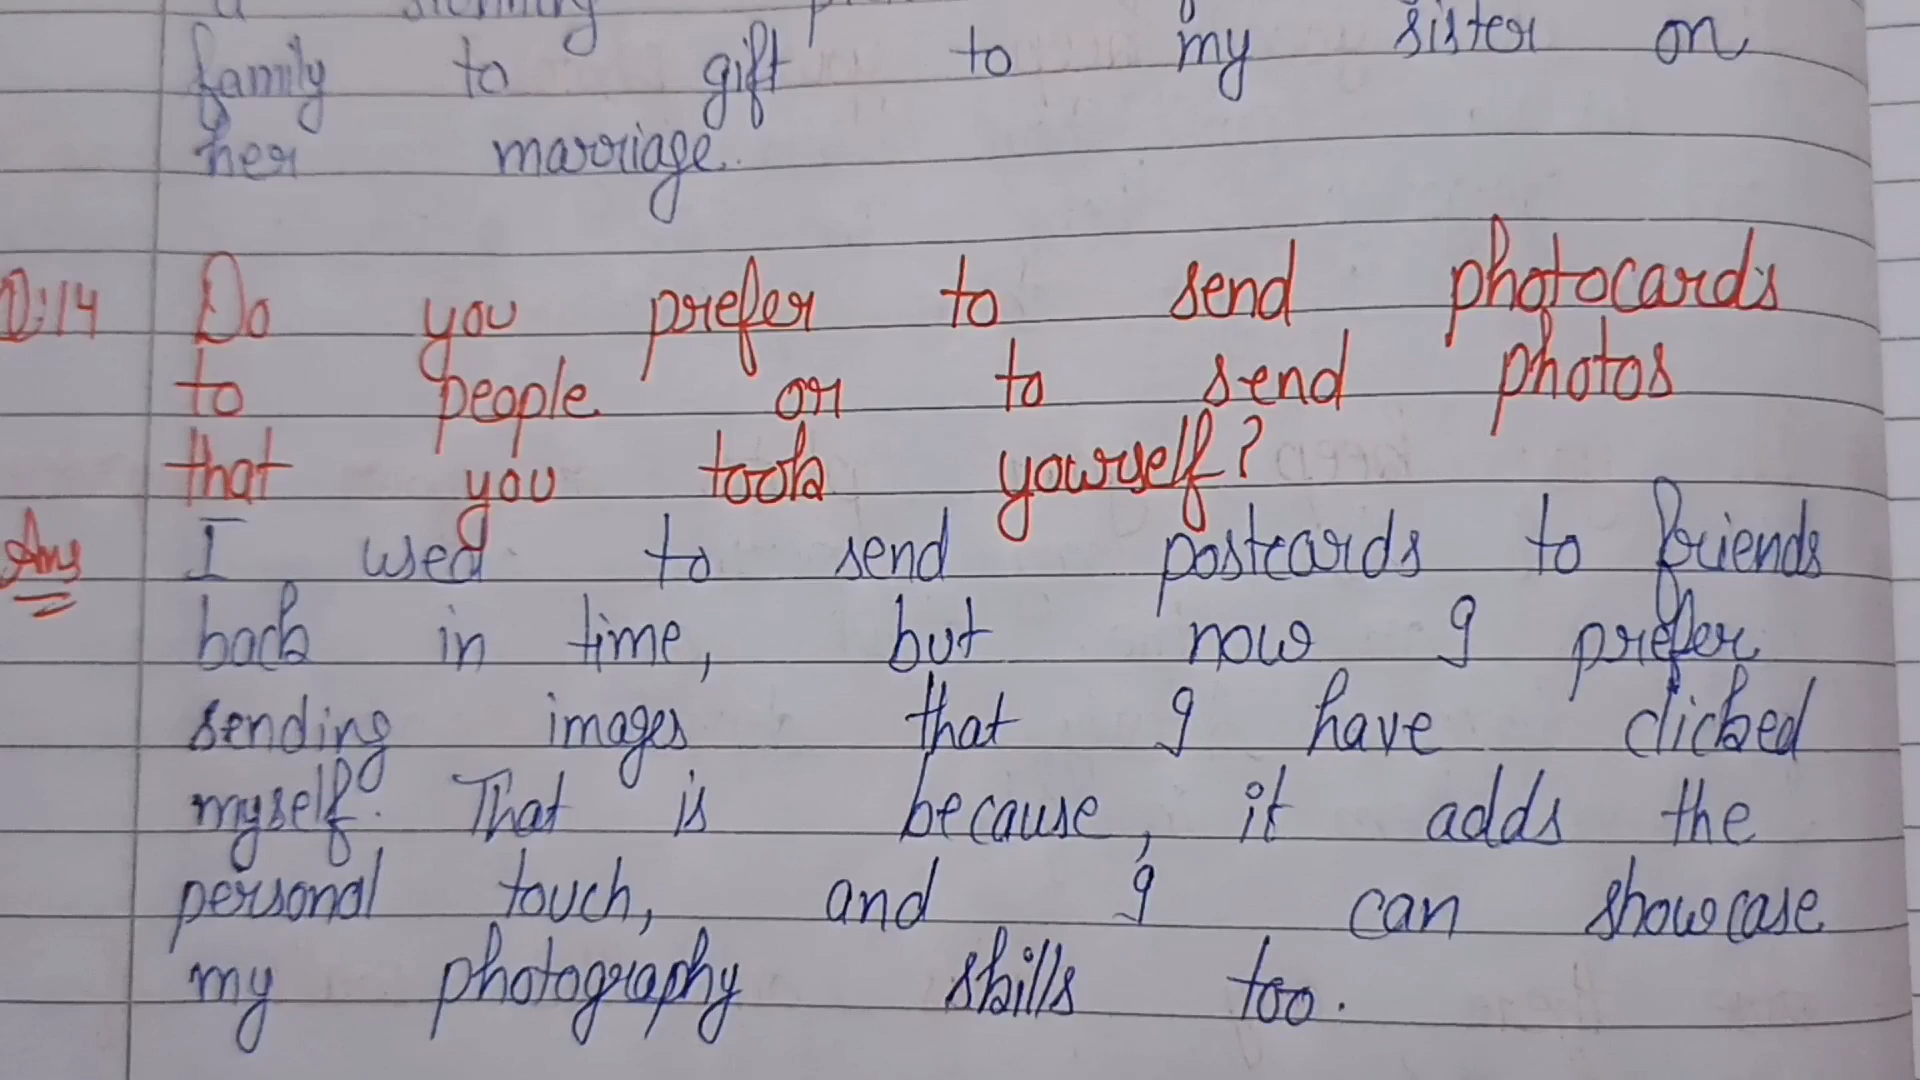 a stunning
family to gift to my sister on
her marriage.
Q:14 Do you prefer to send photocards
to people or to send photos
that you took yourself?
Ans I used to send postcards to friends
back in time, but now I prefer
sending images that I have clicked
myself. That is because, it adds the
personal touch, and I can showcase
my photography skills too.